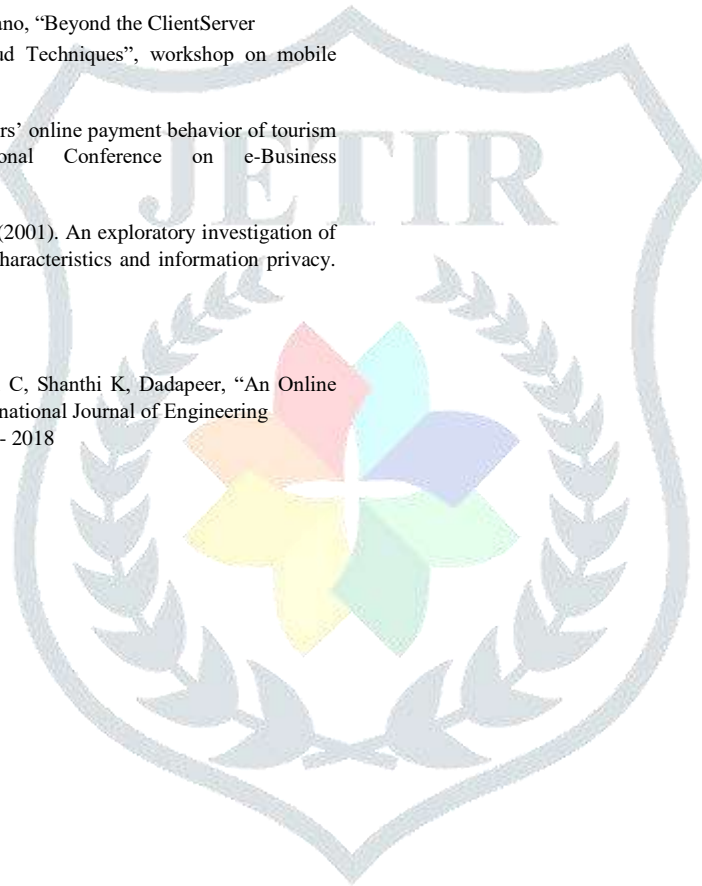 ano, “Beyond the ClientServer
ud Techniques”, workshop on mobile
rs’ online payment behavior of tourism
onal Conference on e-Business
JETIR
(2001). An exploratory investigation of
haracteristics and information privacy.
C, Shanthi K, Dadapeer, “An Online
national Journal of Engineering
- 2018